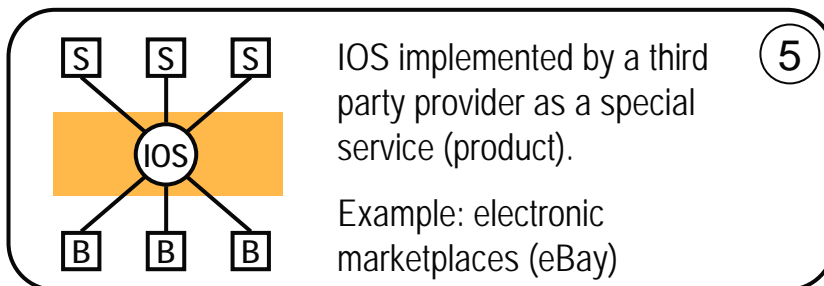 S S S
IOS
B B B
IOS implemented by a third
party provider as a special
service (product).
Example: electronic
marketplaces (eBay)
5